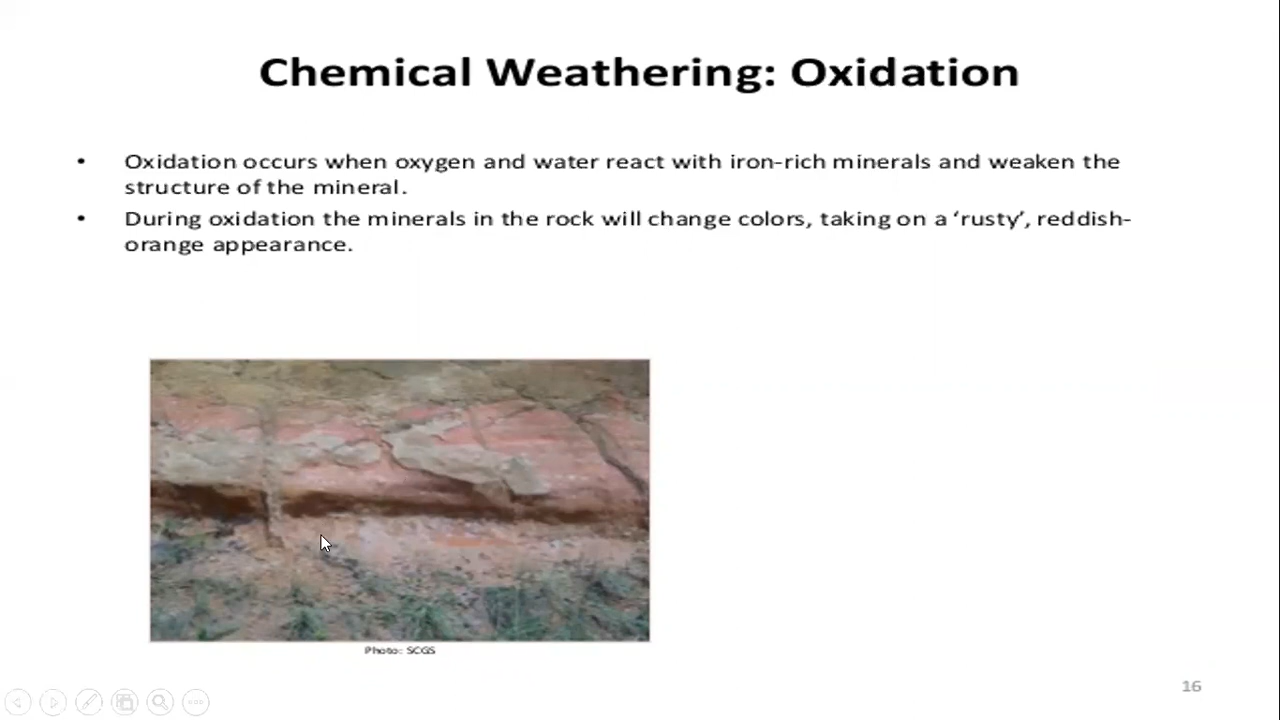 Chemical Weathering: Oxidation
• Oxidation occurs when oxygen and water react with iron-rich minerals and weaken the
structure of the mineral.
• During oxidation the minerals in the rock will change colors, taking on a ‘rusty’, reddish-
orange appearance.
Photo: SCGS
16